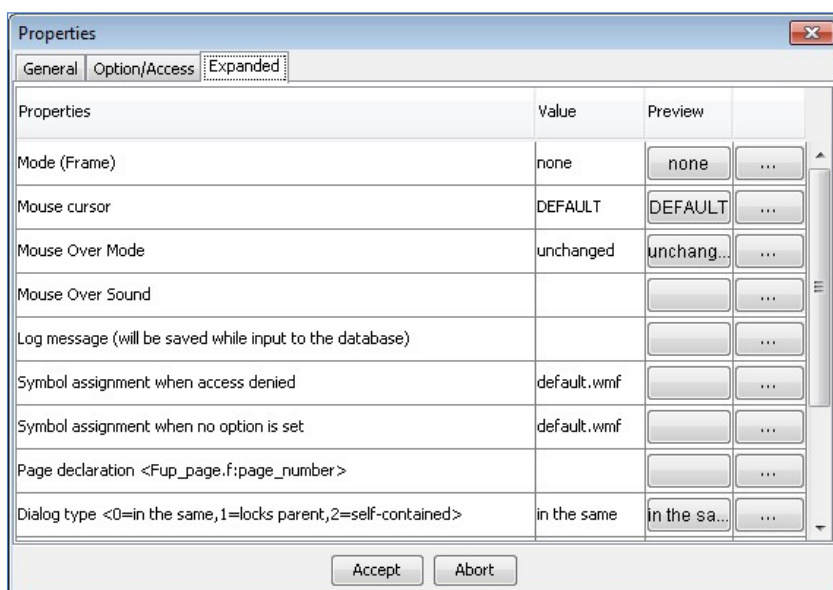 Properties
General Option/Access Expanded
Properties Value Preview
Mode (Frame) none none ...
Mouse cursor DEFAULT DEFAULT ...
Mouse Over Mode unchanged unchang... ...
Mouse Over Sound ...
Log message (will be saved while input to the database) ...
Symbol assignment when access denied default.wmf ...
Symbol assignment when no option is set default.wmf ...
Page declaration <Fup_page.f:page_number> ...
Dialog type <0=in the same,1=locks parent,2=self-contained> in the same in the sa... ...
Accept Abort